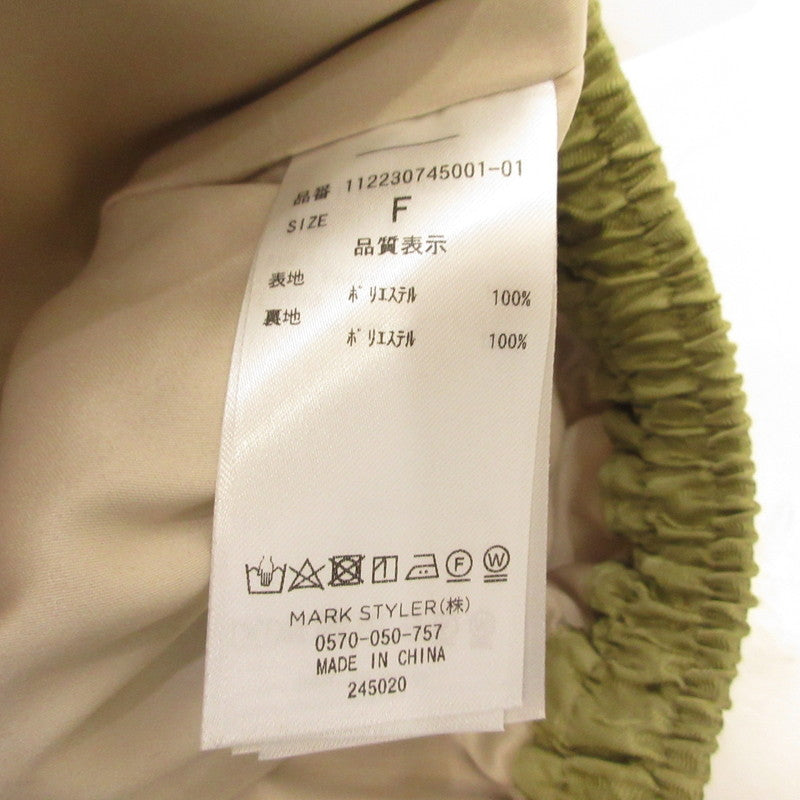 品番 112230745001-01
SIZE F
品質表示
表地 ポリエステル 100%
裏地 ポリエステル 100%
F W
MARK STYLER(株)
0570-050-757
MADE IN CHINA
245020